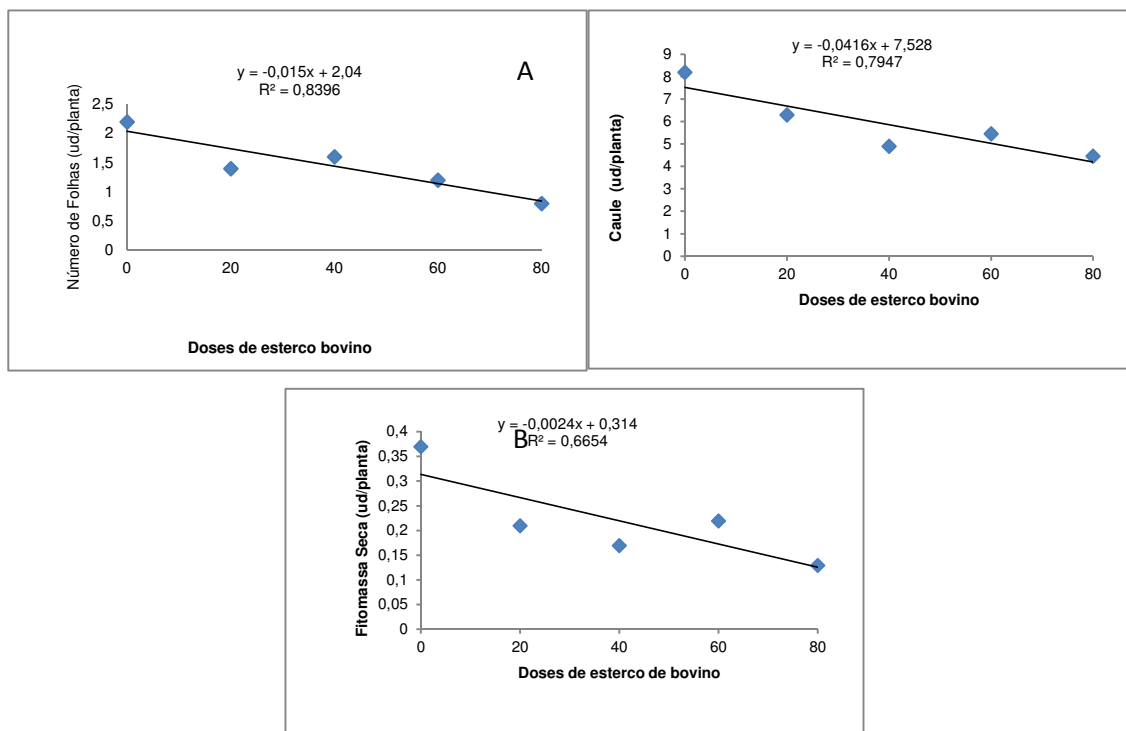 y = -0,015x + 2,04
R² = 0,8396
A
2,5
2
1,5
1
0,5
0
0 20 40 60 80
Número de Folhas (ud/planta)
Doses de esterco bovino
y = -0,0416x + 7,528
R² = 0,7947
9
8
7
6
5
4
3
2
1
0
0 20 40 60 80
Caule (ud/planta)
Doses de esterco bovino
y = -0,0024x + 0,314
R² = 0,6654
B
0,4
0,35
0,3
0,25
0,2
0,15
0,1
0,05
0
0 20 40 60 80
Fitomassa Seca (ud/planta)
Doses de esterco de bovino